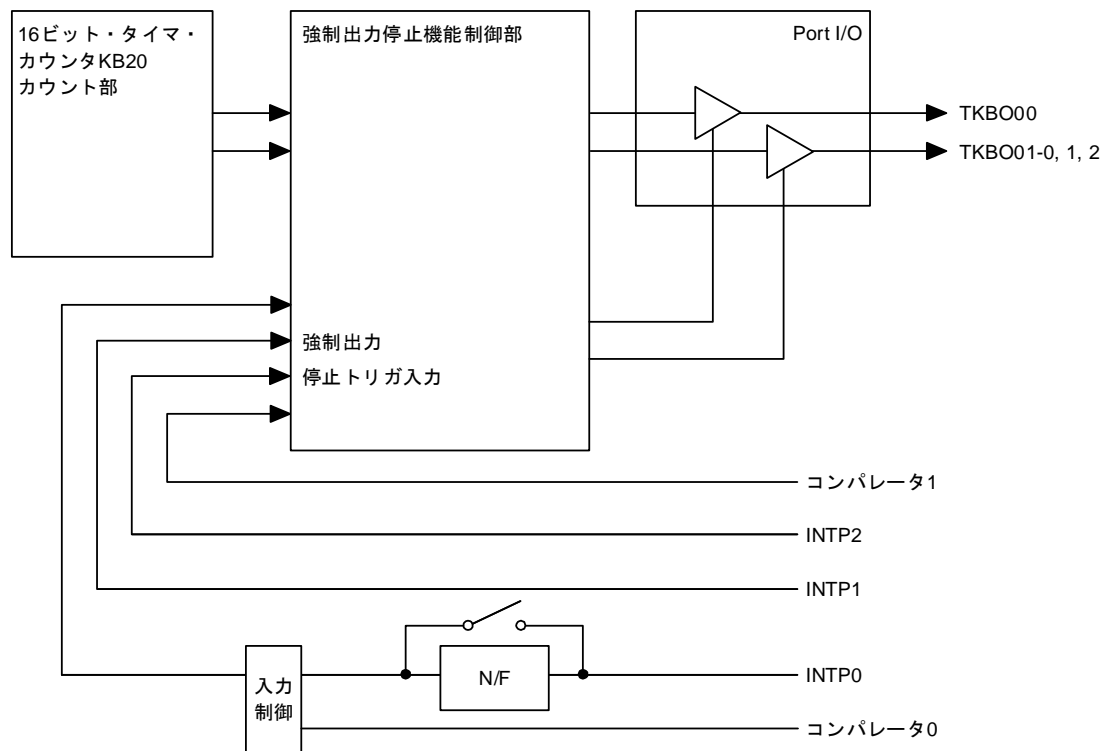 16ビット・タイマ・
カウンタKB20
カウント部
強制出力停止機能制御部
Port I/O
TKBO00
TKBO01-0, 1, 2
強制出力
停止トリガ入力
コンパレータ1
INTP2
INTP1
N/F
INTP0
入力
制御
コンパレータ0